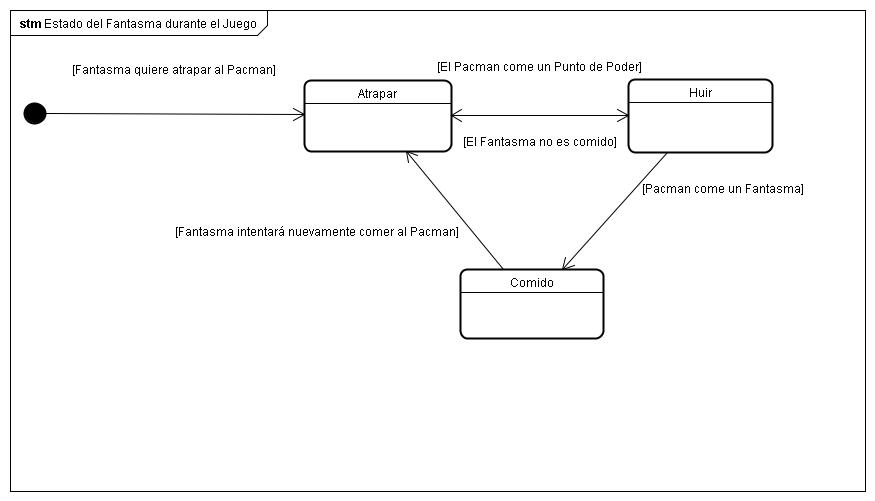 stm Estado del Fantasma durante el Juego
[Fantasma quiere atrapar al Pacman]
[El Pacman come un Punto de Poder]
Atrapar
Huir
[El Fantasma no es comido]
[Pacman come un Fantasma]
[Fantasma intentará nuevamente comer al Pacman]
Comido